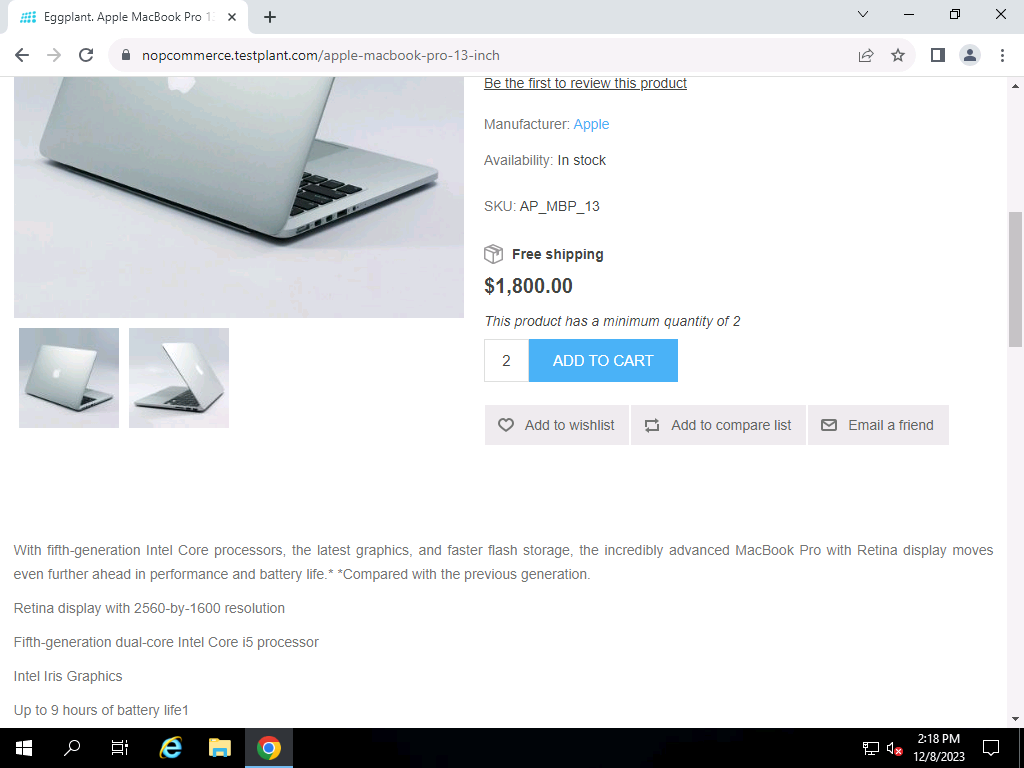 Eggplant. Apple MacBook Pro 1
nopcommerce.testplant.com/apple-macbook-pro-13-inch
Be the first to review this product
Manufacturer: Apple
Availability: In stock
SKU: AP_MBP_13
Free shipping
$1,800.00
This product has a minimum quantity of 2
2 ADD TO CART
Add to wishlist Add to compare list Email a friend
With fifth-generation Intel Core processors, the latest graphics, and faster flash storage, the incredibly advanced MacBook Pro with Retina display moves
even further ahead in performance and battery life.* *Compared with the previous generation.
Retina display with 2560-by-1600 resolution
Fifth-generation dual-core Intel Core i5 processor
Intel Iris Graphics
Up to 9 hours of battery life1
2:18 PM
12/8/2023